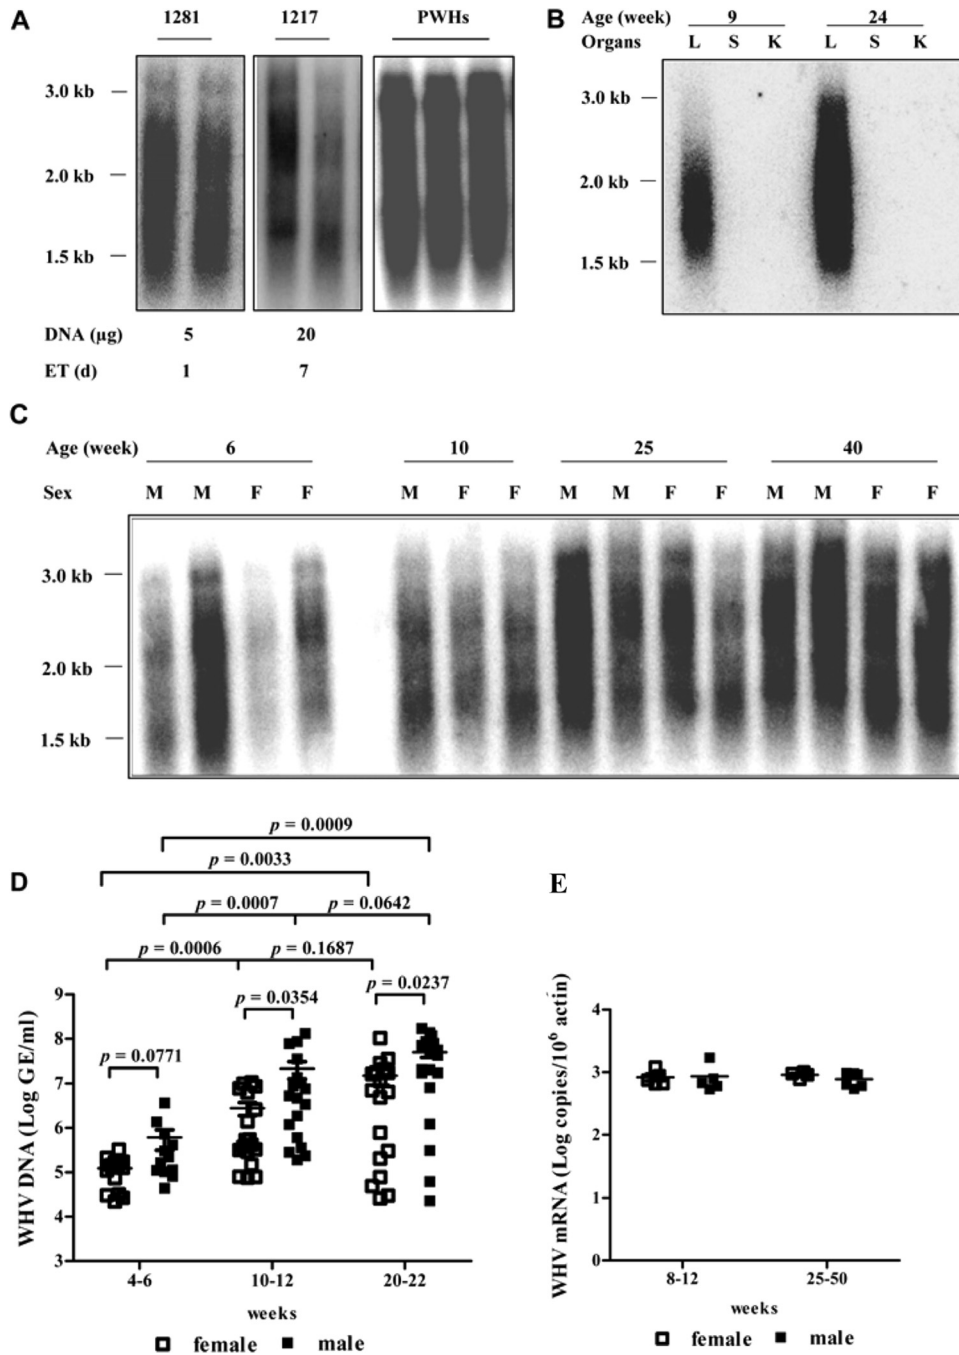 A
1281 1217 PWHs
3.0 kb
2.0 kb
1.5 kb
DNA (µg) 5 20
ET (d) 1 7
B
Age (week) 9 24
Organs L S K L S K
3.0 kb
2.0 kb
1.5 kb
C
Age (week) 6 10 25 40
Sex M M F F M F F M M F F M M F F
3.0 kb
2.0 kb
1.5 kb
D
p = 0.0009
p = 0.0033
p = 0.0007 p = 0.0642
p = 0.0006 p = 0.1687
p = 0.0237
p = 0.0354
p = 0.0771
WHV DNA (Log GE/ml)
9
8
7
6
5
4
3
4-6 10-12 20-22
weeks
female male
E
WHV mRNA (Log copies/10⁶ actin)
4
3
2
1
0
8-12 25-50
weeks
female male